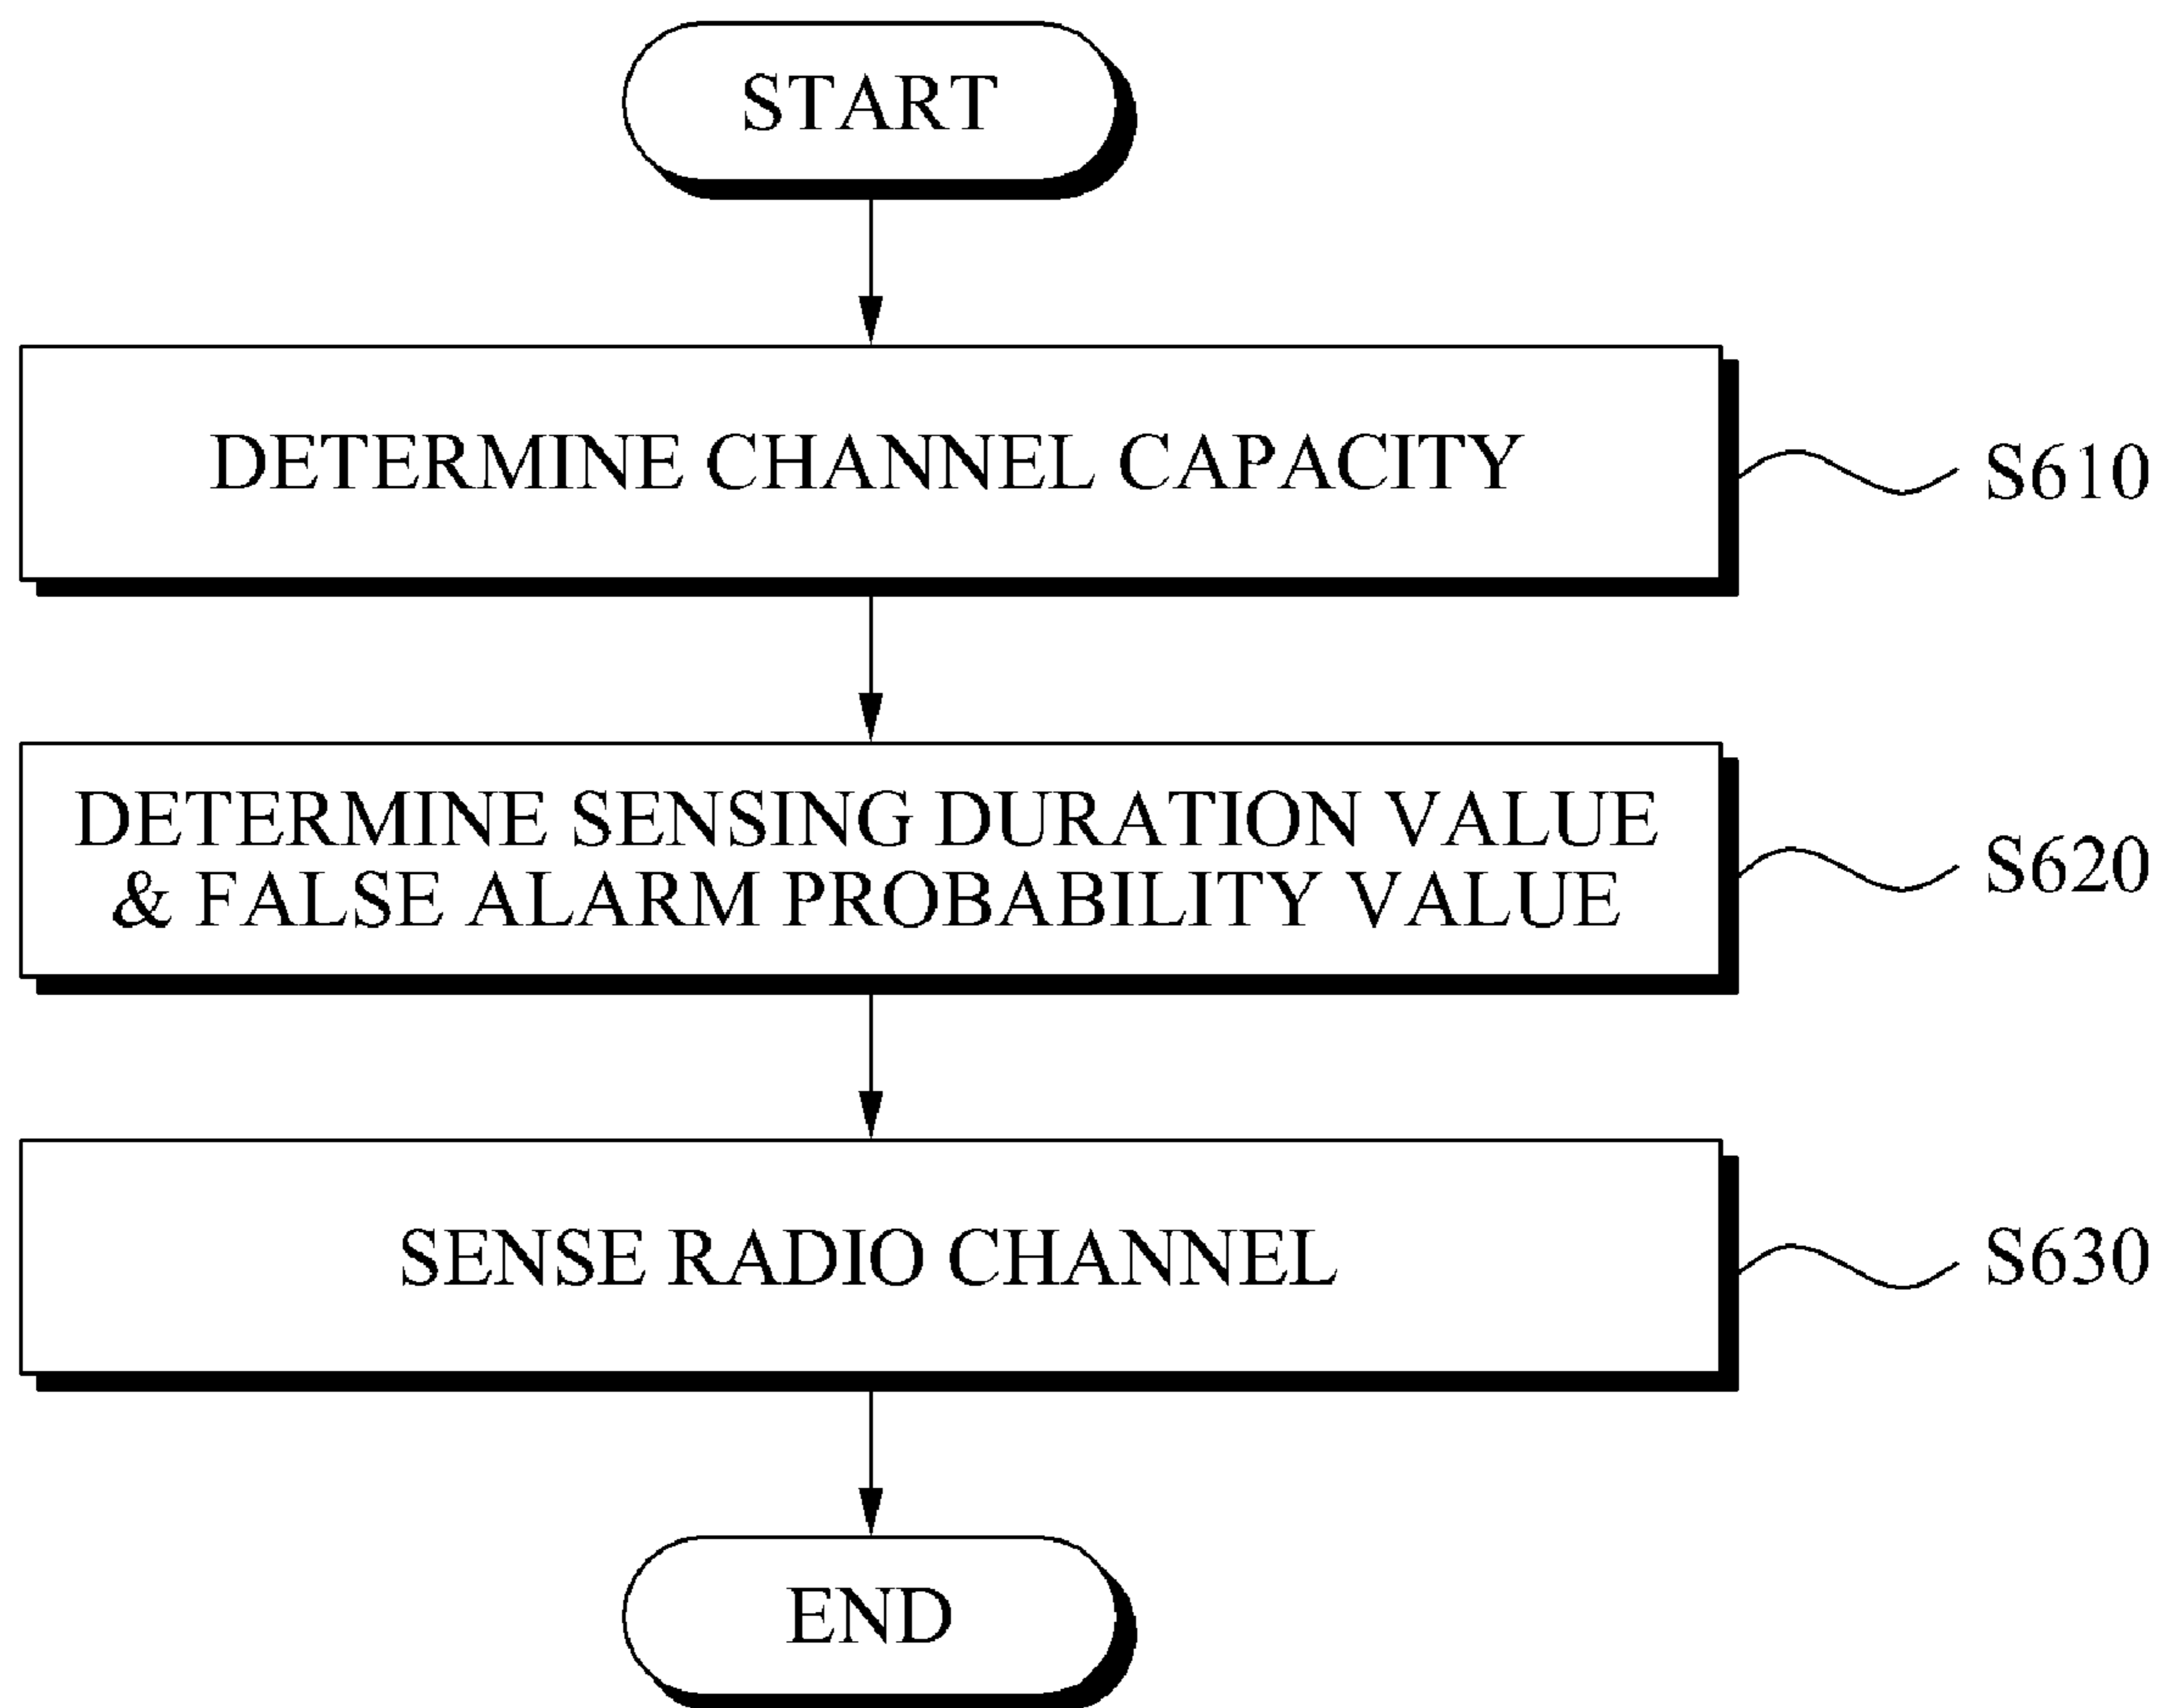 START
DETERMINE CHANNEL CAPACITY
S610
DETERMINE SENSING DURATION VALUE
& FALSE ALARM PROBABILITY VALUE
S620
SENSE RADIO CHANNEL
S630
END